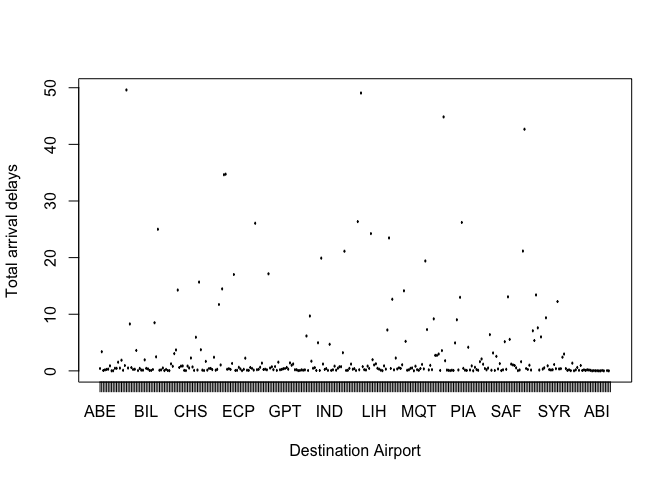 Total arrival delays
50
40
30
20
10
0
ABE BIL CHS ECP GPT IND LIH MQT PIA SAF SYR ABI
Destination Airport